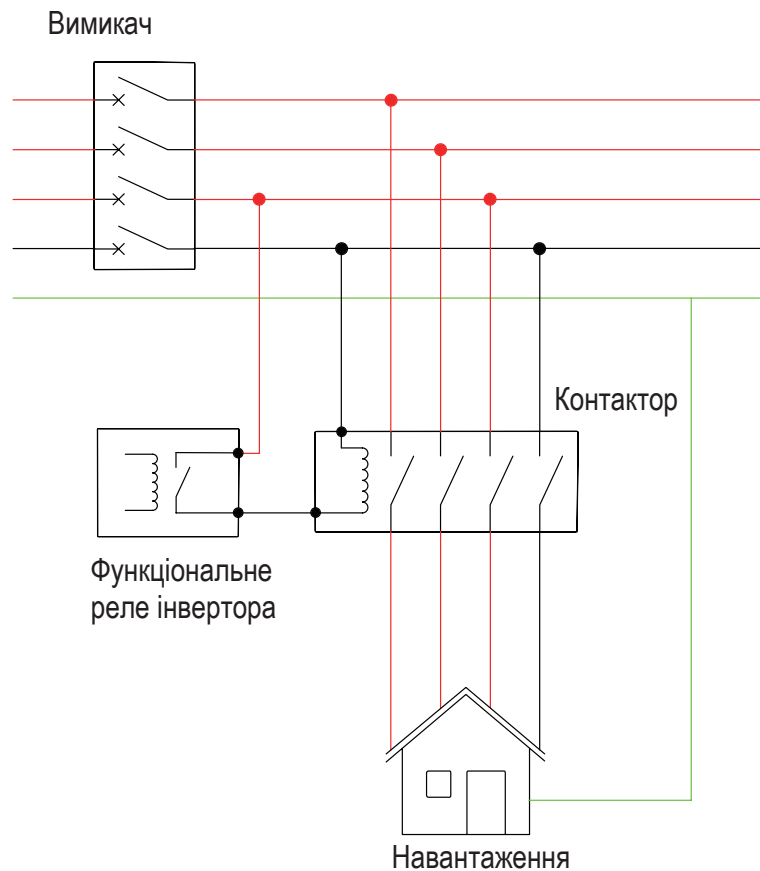 Вимикач
Контактор
Функціональне
реле інвертора
Навантаження